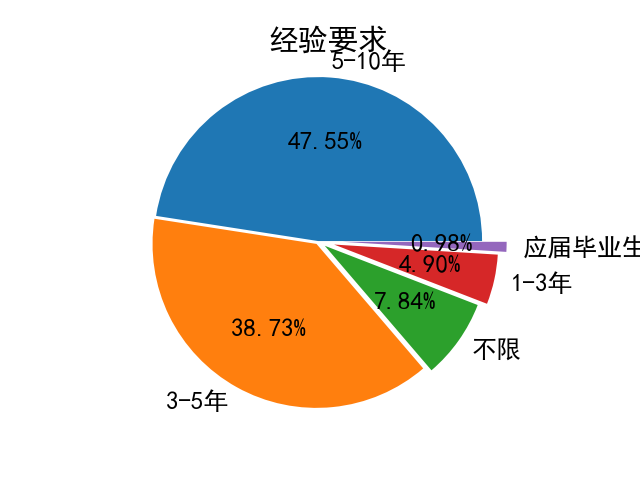 经验要求
5-10年
47.55%
0.98%
应届毕业生
4.90%
1-3年
7.84%
38.73%
不限
3-5年